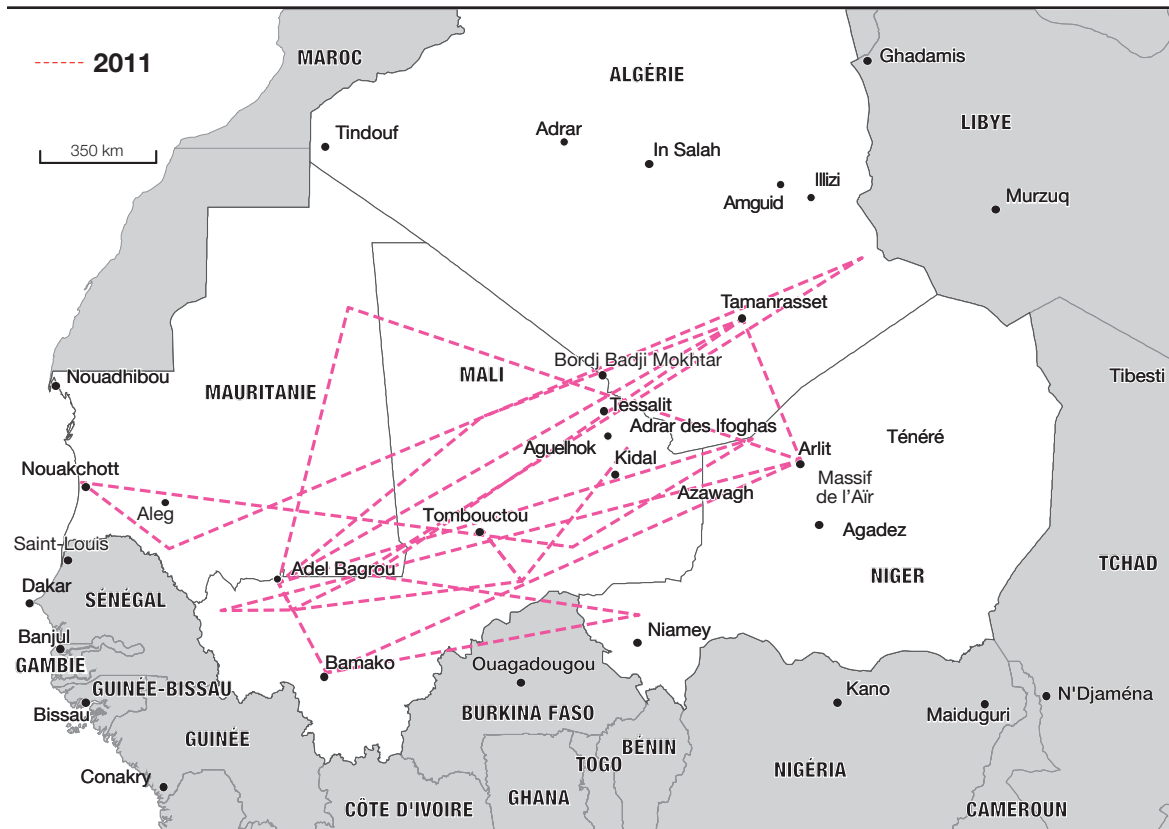 2011
MAROC
ALGÉRIE
Ghadamis
350 km
Tindouf
Adrar
In Salah
LIBYE
Amguid
Illizi
Murzuq
Tamanrasset
Bordj Badji Mokhtar
Nouadhibou
MAURITANIE
MALI
Tibesti
Tessalit
Adrar des Ifoghas
Aguelhok
Kidal
Arlit
Ténéré
Nouakchott
Aleg
Azawagh
Massif
de l'Aïr
Tombouctou
Agadez
Saint-Louis
Adel Bagrou
NIGER
TCHAD
Dakar
SÉNÉGAL
Banjul
GAMBIE
Niamey
Bamako
Ouagadougou
GUINÉE-BISSAU
Bissau
BURKINA FASO
Kano
Maiduguri
N'Djaména
GUINÉE
BÉNIN
TOGO
NIGÉRIA
Conakry
CÔTE D'IVOIRE
GHANA
CAMEROUN